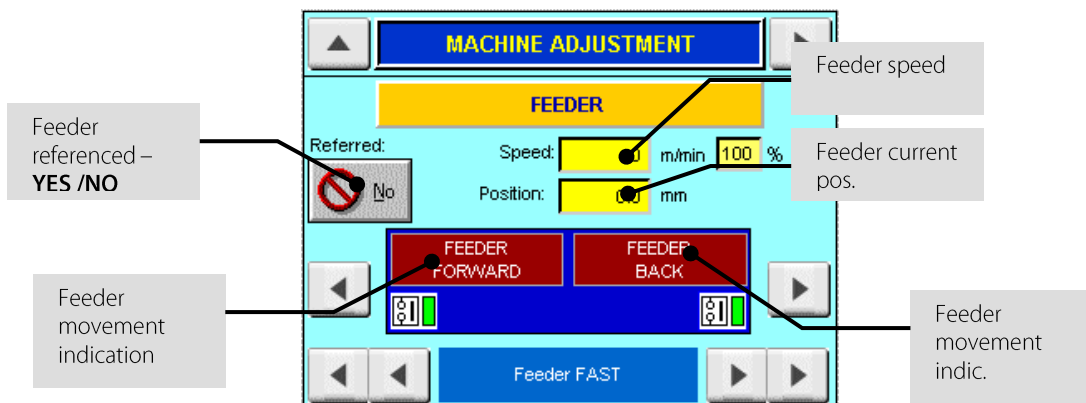 MACHINE ADJUSTMENT
Feeder speed
FEEDER
Feeder
referenced –
YES /NO
Referred:
No
Speed:
m/min
100
%
Position:
mm
Feeder current
pos.
FEEDER
FORWARD
FEEDER
BACK
Feeder
movement
indication
Feeder
movement
indic.
Feeder FAST